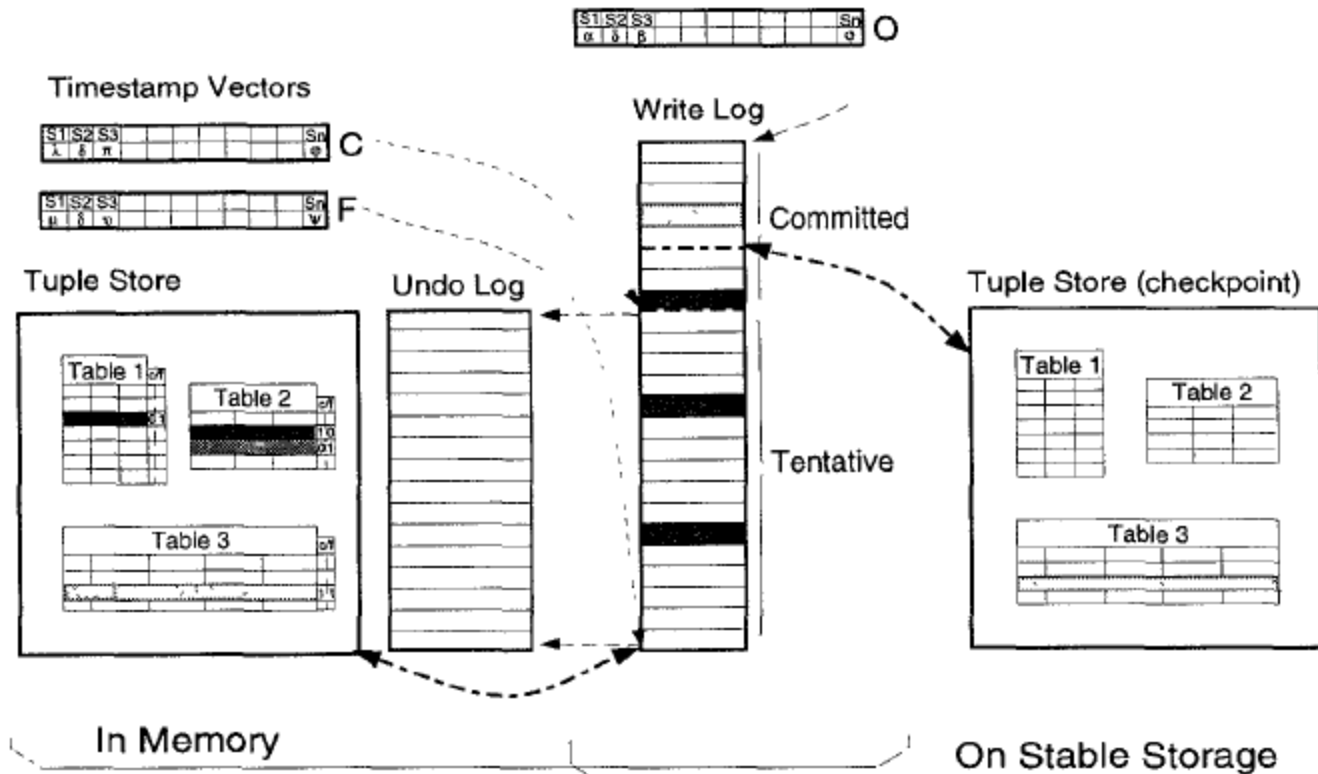 S1 S2 S3 Sn
α δ β
O
Timestamp Vectors
S1 S2 S3 Sn
λ δ π φ
C
S1 S2 S3 Sn
μ δ υ ψ
F
Write Log
Committed
Tentative
Tuple Store
Table 1
Table 2
Table 3
Undo Log
Tuple Store (checkpoint)
Table 1
Table 2
Table 3
In Memory
On Stable Storage